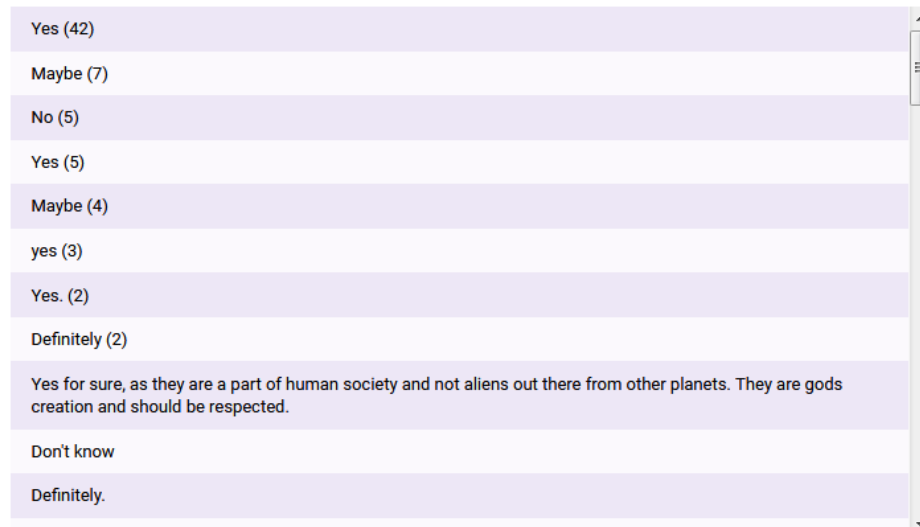 Yes (42)
Maybe (7)
No (5)
Yes (5)
Maybe (4)
yes (3)
Yes. (2)
Definitely (2)
Yes for sure, as they are a part of human society and not aliens out there from other planets. They are gods
creation and should be respected.
Don't know
Definitely.